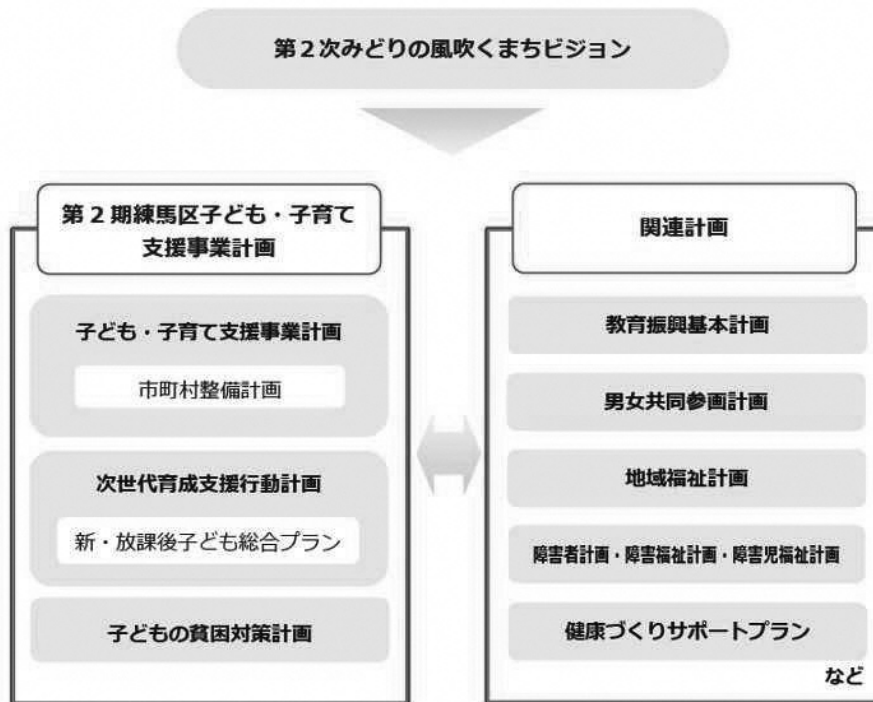 第２次みどりの風吹くまちビジョン
第２期練馬区子ども・子育て
支援事業計画
子ども・子育て支援事業計画
市町村整備計画
次世代育成支援行動計画
新・放課後子ども総合プラン
子どもの貧困対策計画
関連計画
教育振興基本計画
男女共同参画計画
地域福祉計画
障害者計画・障害福祉計画・障害児福祉計画
健康づくりサポートプラン
など